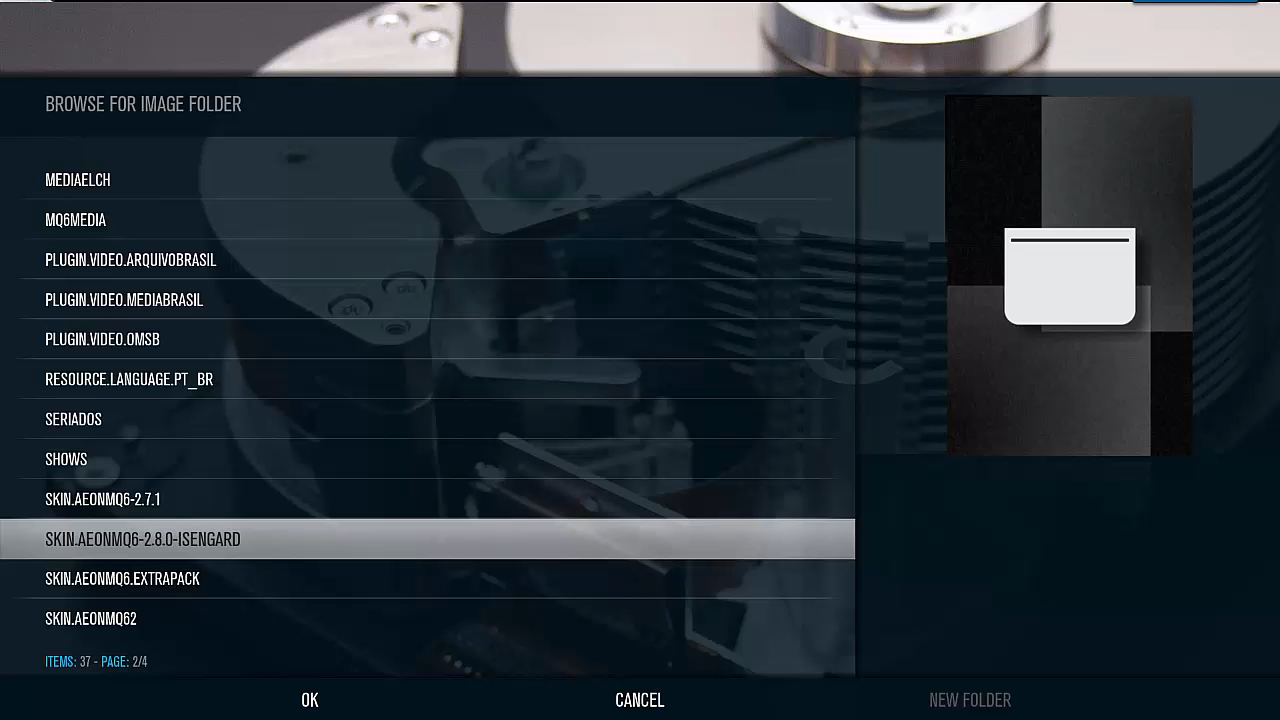 BROWSE FOR IMAGE FOLDER
MEDIAELCH
MQ6MEDIA
PLUGIN.VIDEO.ARQUIVOBRASIL
PLUGIN.VIDEO.MEDIABRASIL
PLUGIN.VIDEO.OMSB
RESOURCE.LANGUAGE.PT_BR
SERIADOS
SHOWS
SKIN.AEONMQ6-2.7.1
SKIN.AEONMQ6-2.8.0-ISENGARD
SKIN.AEONMQ6.EXTRAPACK
SKIN.AEONMQ62
ITEMS: 37 - PAGE: 2/4
OK CANCEL NEW FOLDER